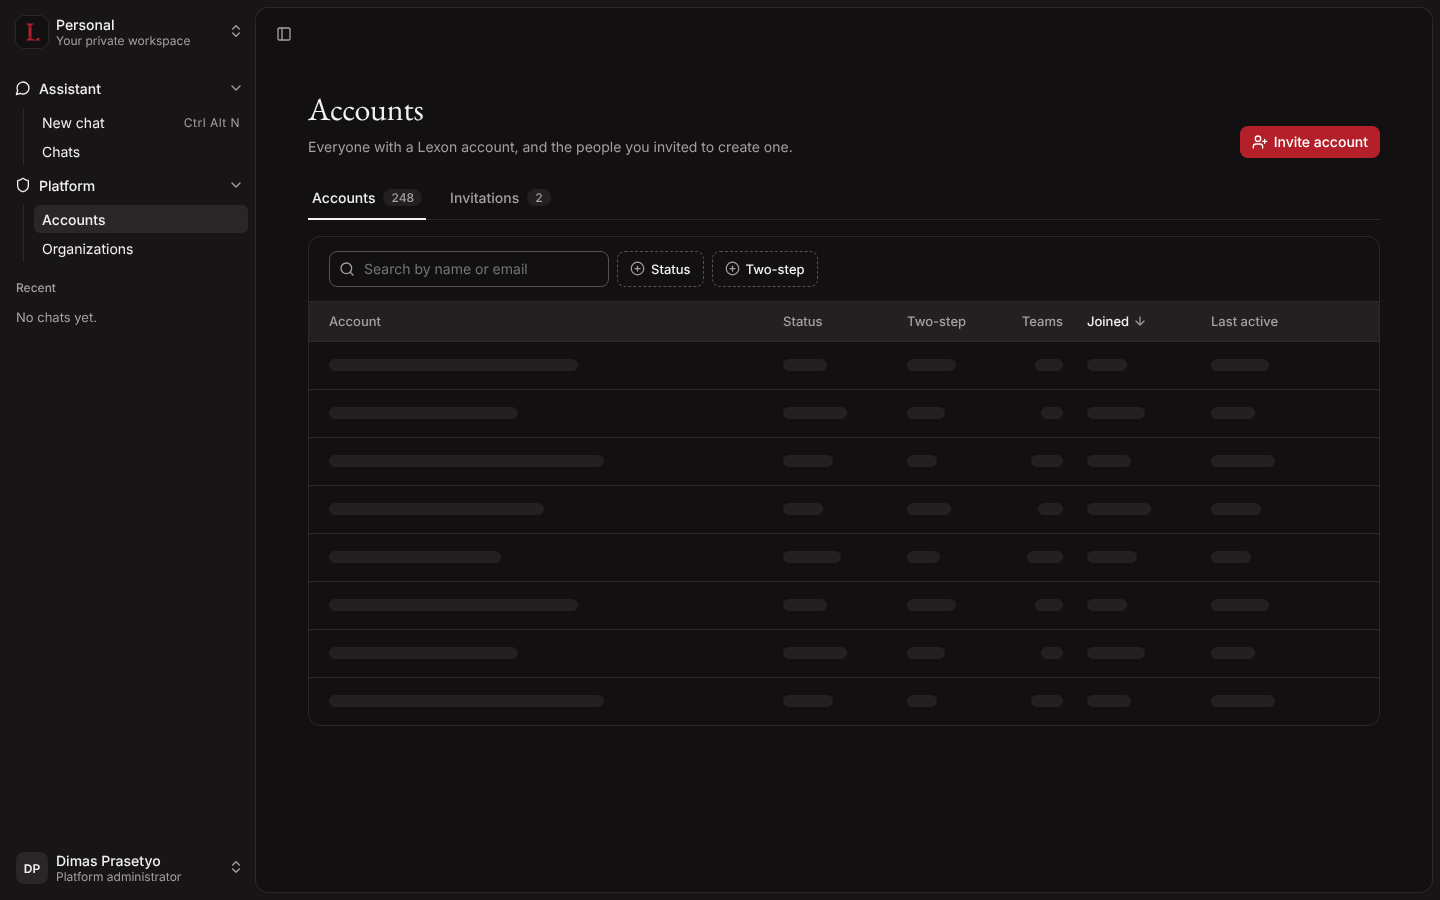 L
Personal
Your private workspace
Assistant
New chat
Ctrl Alt N
Chats
Platform
Accounts
Organizations
Recent
No chats yet.
DP
Dimas Prasetyo
Platform administrator
Accounts
Everyone with a Lexon account, and the people you invited to create one.
Invite account
Accounts 248
Invitations 2
Search by name or email
Status
Two-step
Account Status Two-step Teams Joined Last active